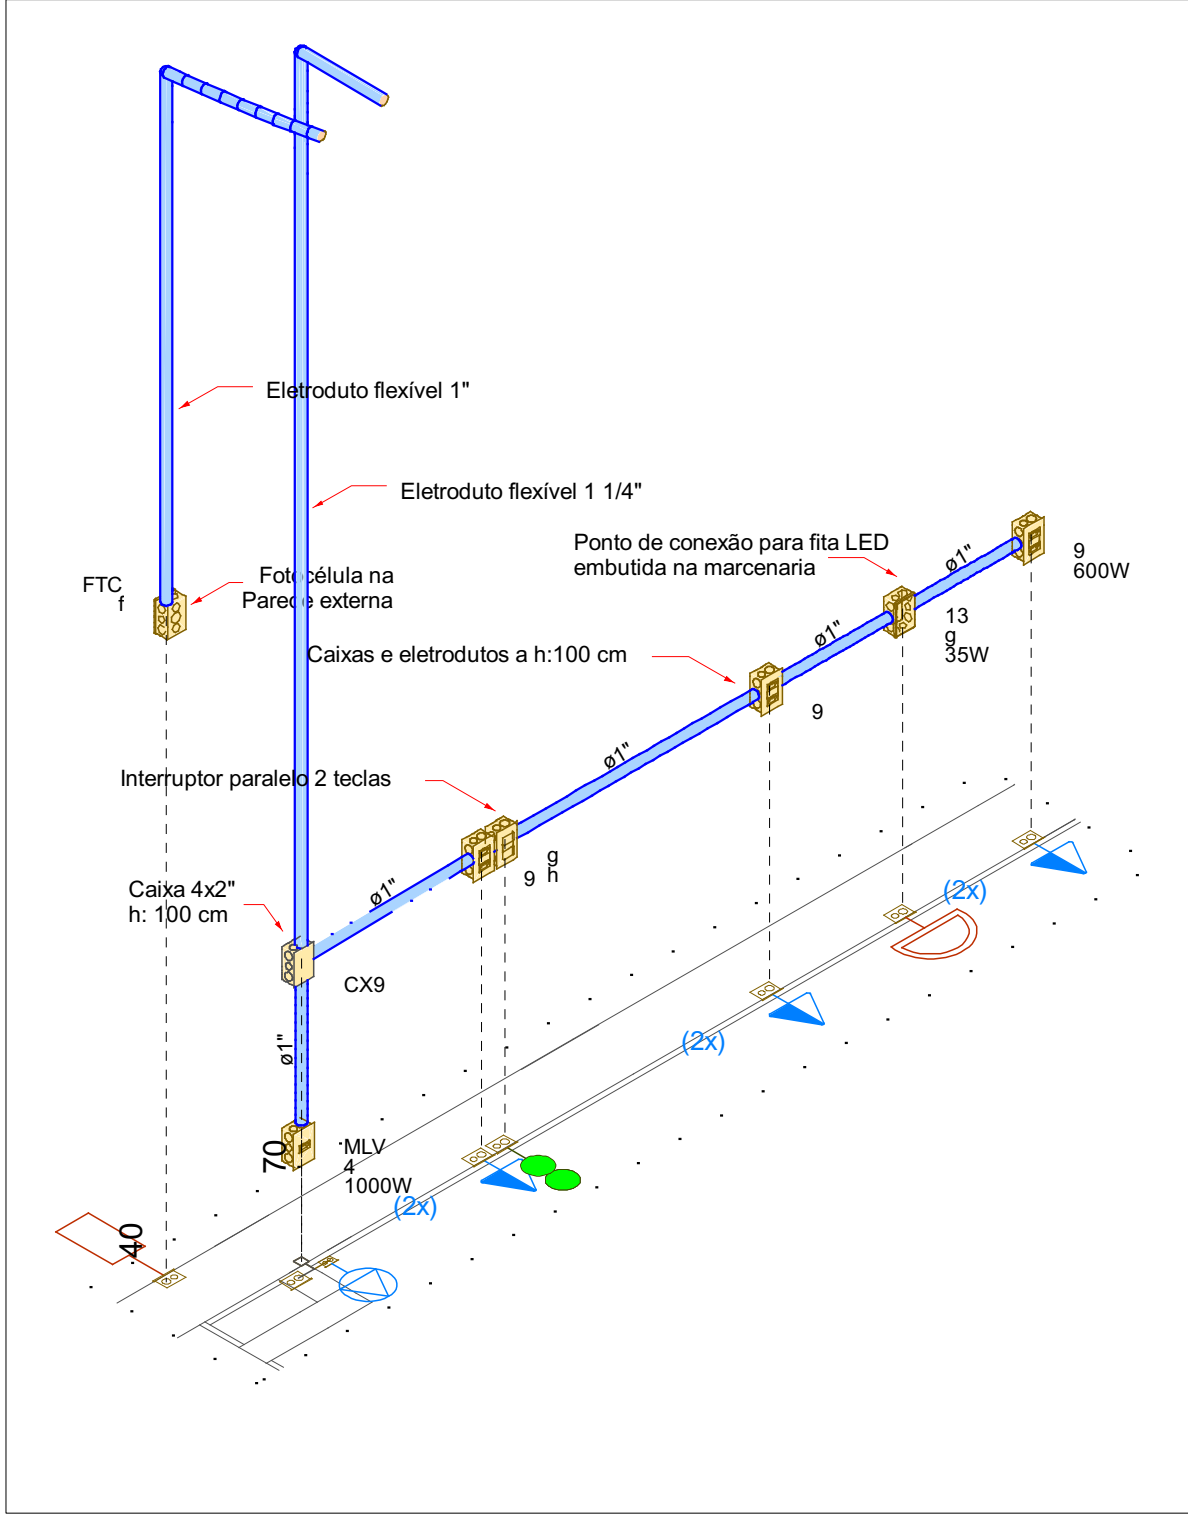 Eletroduto flexível 1"
Eletroduto flexível 1 1/4"
Ponto de conexão para fita LED
embutida na marcenaria
ø1"
9
600W
FTC
f
Fotocélula na
Parede externa
13
g
35W
ø1"
Caixas e eletrodutos a h:100 cm
9
ø1"
Interruptor paralelo 2 teclas
g
h
9
ø1"
Caixa 4x2"
h: 100 cm
(2x)
CX9
ø1"
(2x)
70
MLV
4
1000W
(2x)
40